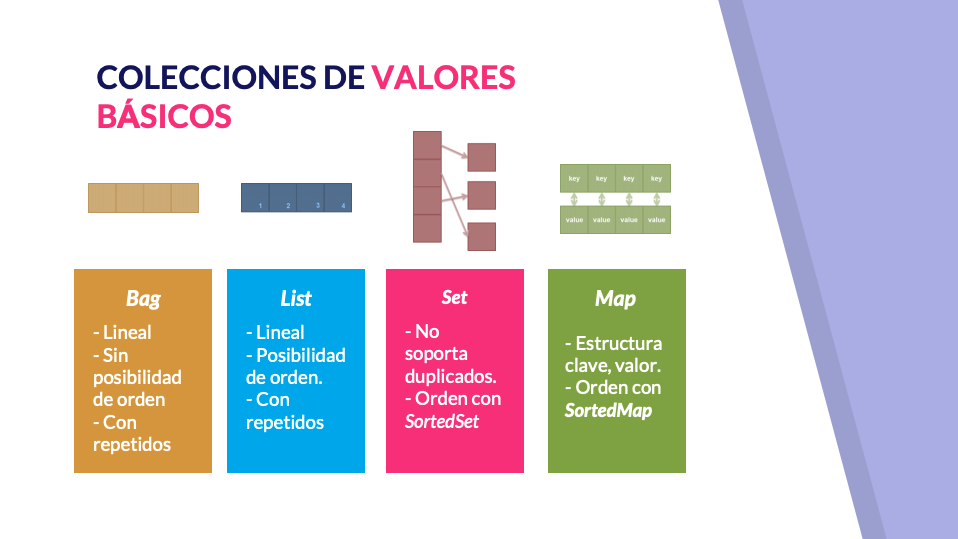 COLECCIONES DE VALORES
BÁSICOS
1 2 3 4
key key key key
value value value value
Bag
- Lineal
- Sin
posibilidad
de orden
- Con
repetidos
List
- Lineal
- Posibilidad
de orden.
- Con
repetidos
Set
- No
soporta
duplicados.
- Orden con
SortedSet
Map
- Estructura
clave, valor.
- Orden con
SortedMap